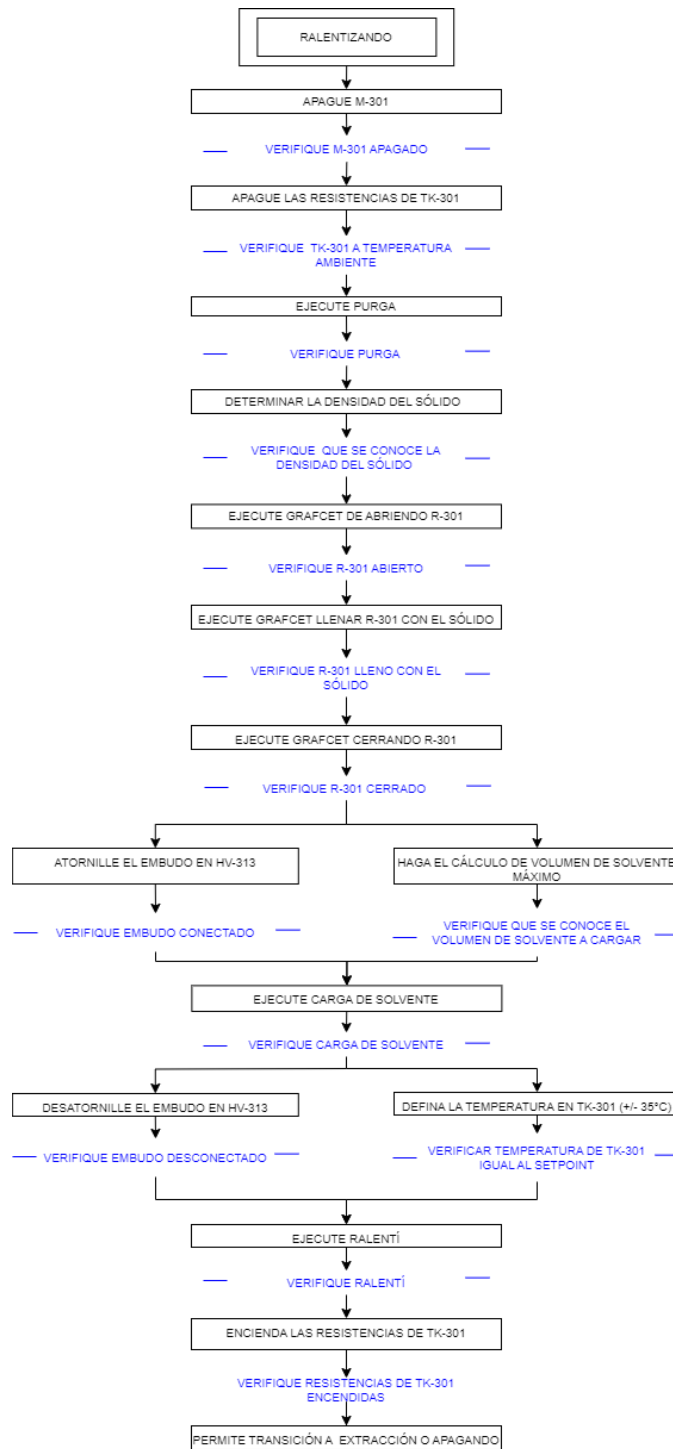 RALENTIZANDO
APAGUE M-301
VERIFIQUE M-301 APAGADO
APAGUE LAS RESISTENCIAS DE TK-301
VERIFIQUE TK-301 A TEMPERATURA
AMBIENTE
EJECUTE PURGA
VERIFIQUE PURGA
DETERMINAR LA DENSIDAD DEL SÓLIDO
VERIFIQUE QUE SE CONOCE LA
DENSIDAD DEL SÓLIDO
EJECUTE GRAFCET DE ABRIENDO R-301
VERIFIQUE R-301 ABIERTO
EJECUTE GRAFCET LLENAR R-301 CON EL SÓLIDO
VERIFIQUE R-301 LLENO CON EL
SÓLIDO
EJECUTE GRAFCET CERRANDO R-301
VERIFIQUE R-301 CERRADO
ATORNILLE EL EMBUDO EN HV-313
HAGA EL CÁLCULO DE VOLUMEN DE SOLVENTE
MÁXIMO
VERIFIQUE EMBUDO CONECTADO
VERIFIQUE QUE SE CONOCE EL
VOLUMEN DE SOLVENTE A CARGAR
EJECUTE CARGA DE SOLVENTE
VERIFIQUE CARGA DE SOLVENTE
DESATORNILLE EL EMBUDO EN HV-313
DEFINA LA TEMPERATURA EN TK-301 (+/- 35°C)
VERIFIQUE EMBUDO DESCONECTADO
VERIFICAR TEMPERATURA DE TK-301
IGUAL AL SETPOINT
EJECUTE RALENTÍ
VERIFIQUE RALENTÍ
ENCIENDA LAS RESISTENCIAS DE TK-301
VERIFIQUE RESISTENCIAS DE TK-301
ENCENDIDAS
PERMITE TRANSICIÓN A EXTRACCIÓN O APAGANDO